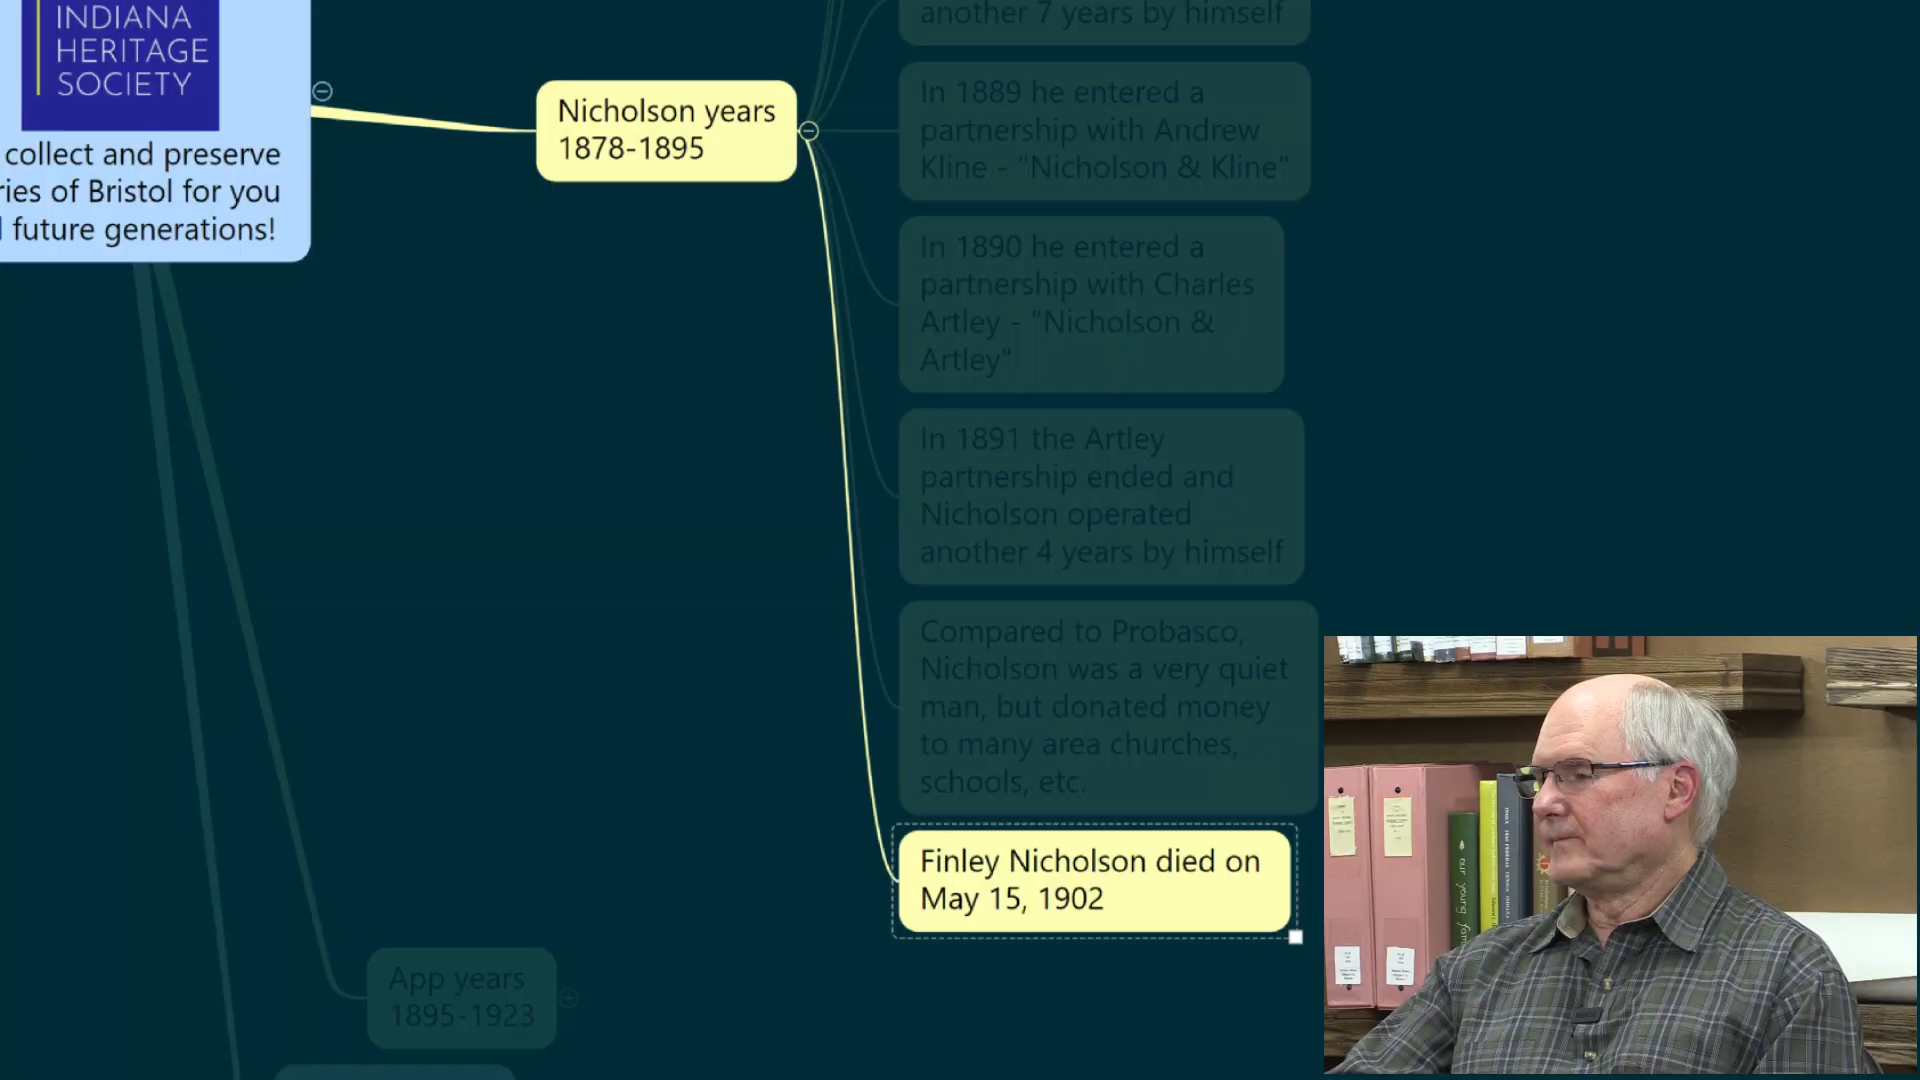 INDIANA
HERITAGE
SOCIETY
collect and preserve
ries of Bristol for you
future generations!
Nicholson years
1878-1895
another 7 years by himself
In 1889 he entered a
partnership with Andrew
Kline - "Nicholson & Kline"
In 1890 he entered a
partnership with Charles
Artley - "Nicholson &
Artley"
In 1891 the Artley
partnership ended and
Nicholson operated
another 4 years by himself
Compared to Probasco,
Nicholson was a very quiet
man, but donated money
to many area churches,
schools, etc.
Finley Nicholson died on
May 15, 1902
App years
1895-1923
our young fam